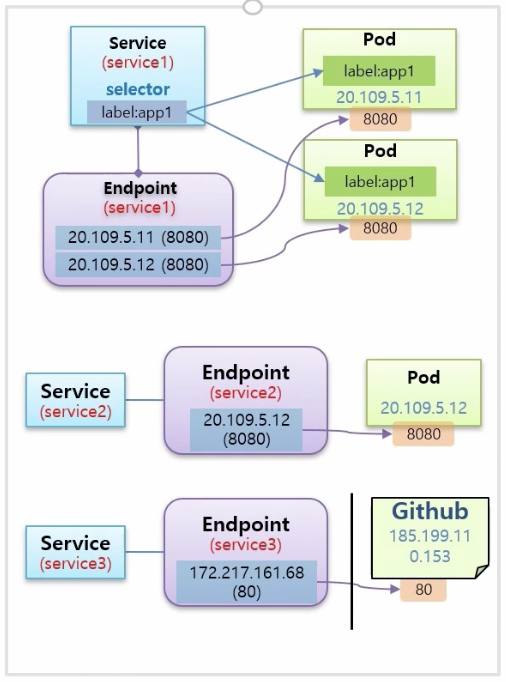 Service
(service1)
selector
label:app1
Pod
label:app1
20.109.5.11
8080
Pod
label:app1
20.109.5.12
8080
Endpoint
(service1)
20.109.5.11 (8080)
20.109.5.12 (8080)
Service
(service2)
Endpoint
(service2)
20.109.5.12
(8080)
Pod
20.109.5.12
8080
Service
(service3)
Endpoint
(service3)
172.217.161.68
(80)
Github
185.199.11
0.153
80